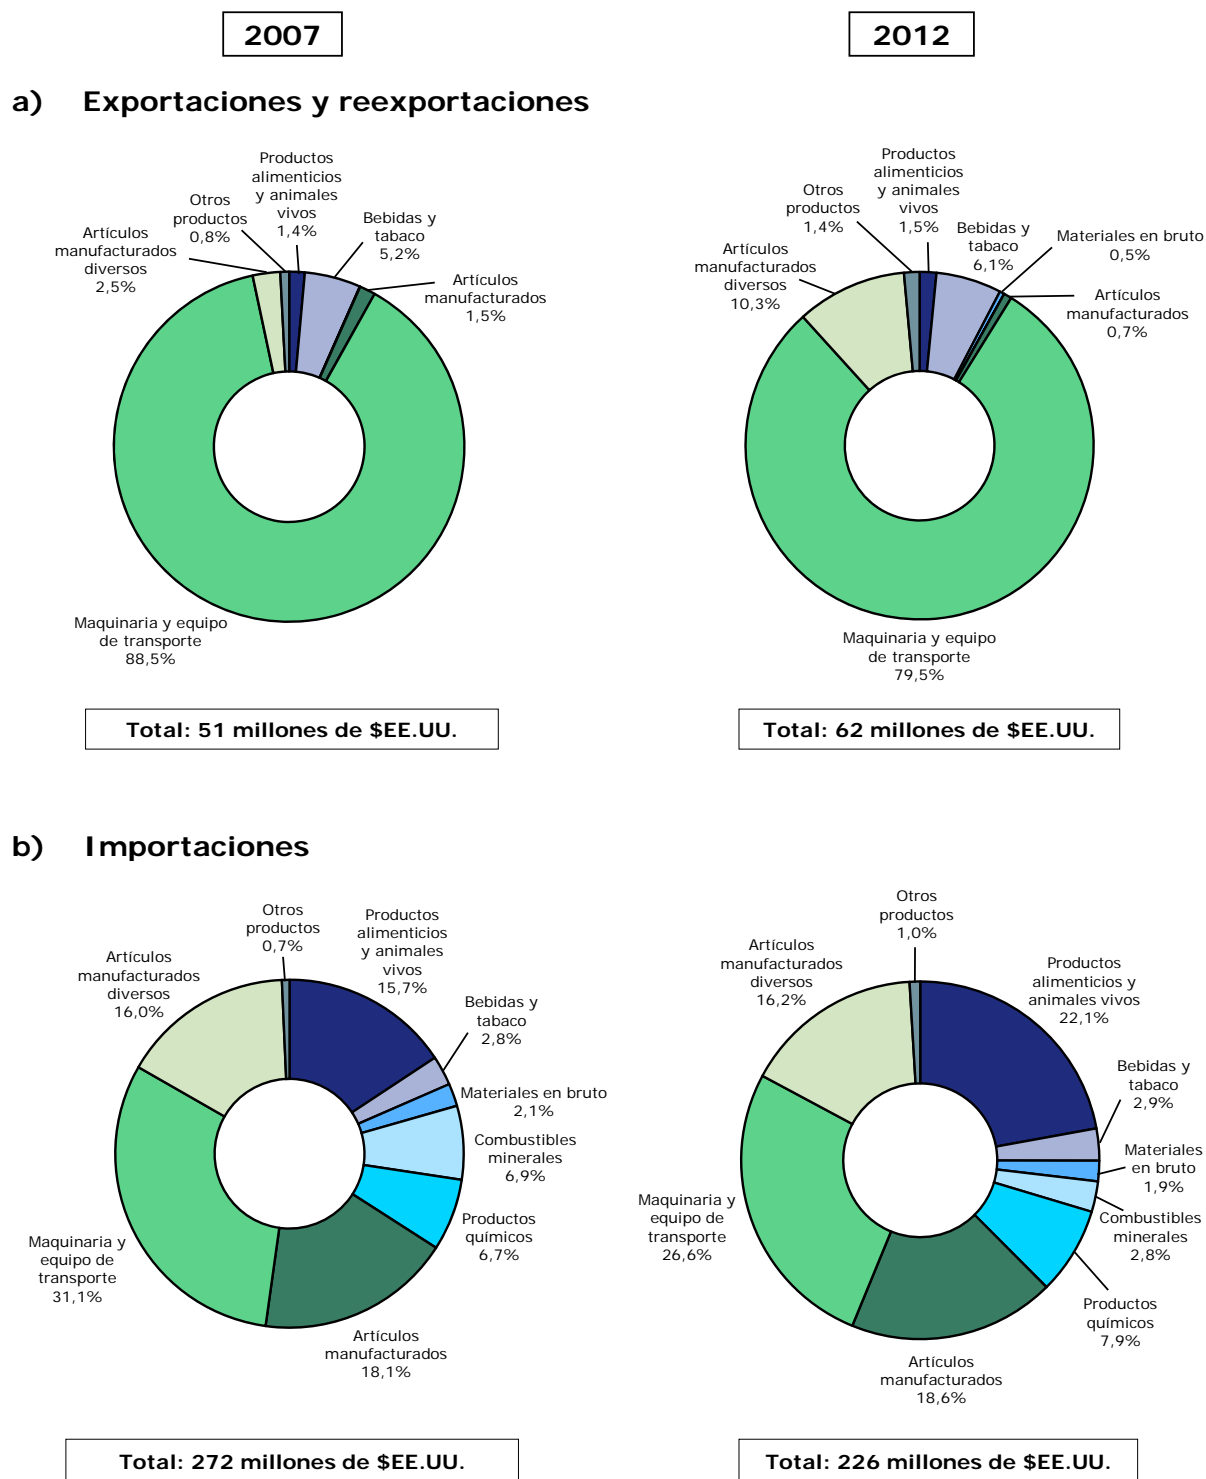 2007
2012
a) Exportaciones y reexportaciones
Productos
alimenticios
y animales
vivos
1,4%
Otros
productos
0,8%
Bebidas y
tabaco
5,2%
Artículos
manufacturados
diversos
2,5%
Artículos
manufacturados
1,5%
Maquinaria y equipo
de transporte
88,5%
Total: 51 millones de $EE.UU.
Productos
alimenticios
y animales
vivos
1,5%
Otros
productos
1,4%
Bebidas y
tabaco
6,1%
Materiales en bruto
0,5%
Artículos
manufacturados
diversos
10,3%
Artículos
manufacturados
0,7%
Maquinaria y equipo
de transporte
79,5%
Total: 62 millones de $EE.UU.
b) Importaciones
Otros
productos
0,7%
Productos
alimenticios
y animales
vivos
15,7%
Artículos
manufacturados
diversos
16,0%
Bebidas y
tabaco
2,8%
Materiales en bruto
2,1%
Combustibles
minerales
6,9%
Productos
químicos
6,7%
Maquinaria y
equipo de
transporte
31,1%
Artículos
manufacturados
18,1%
Total: 272 millones de $EE.UU.
Otros
productos
1,0%
Artículos
manufacturados
diversos
16,2%
Productos
alimenticios y
animales vivos
22,1%
Bebidas y
tabaco
2,9%
Materiales
en bruto
1,9%
Combustibles
minerales
2,8%
Maquinaria y
equipo de
transporte
26,6%
Productos
químicos
7,9%
Artículos
manufacturados
18,6%
Total: 226 millones de $EE.UU.